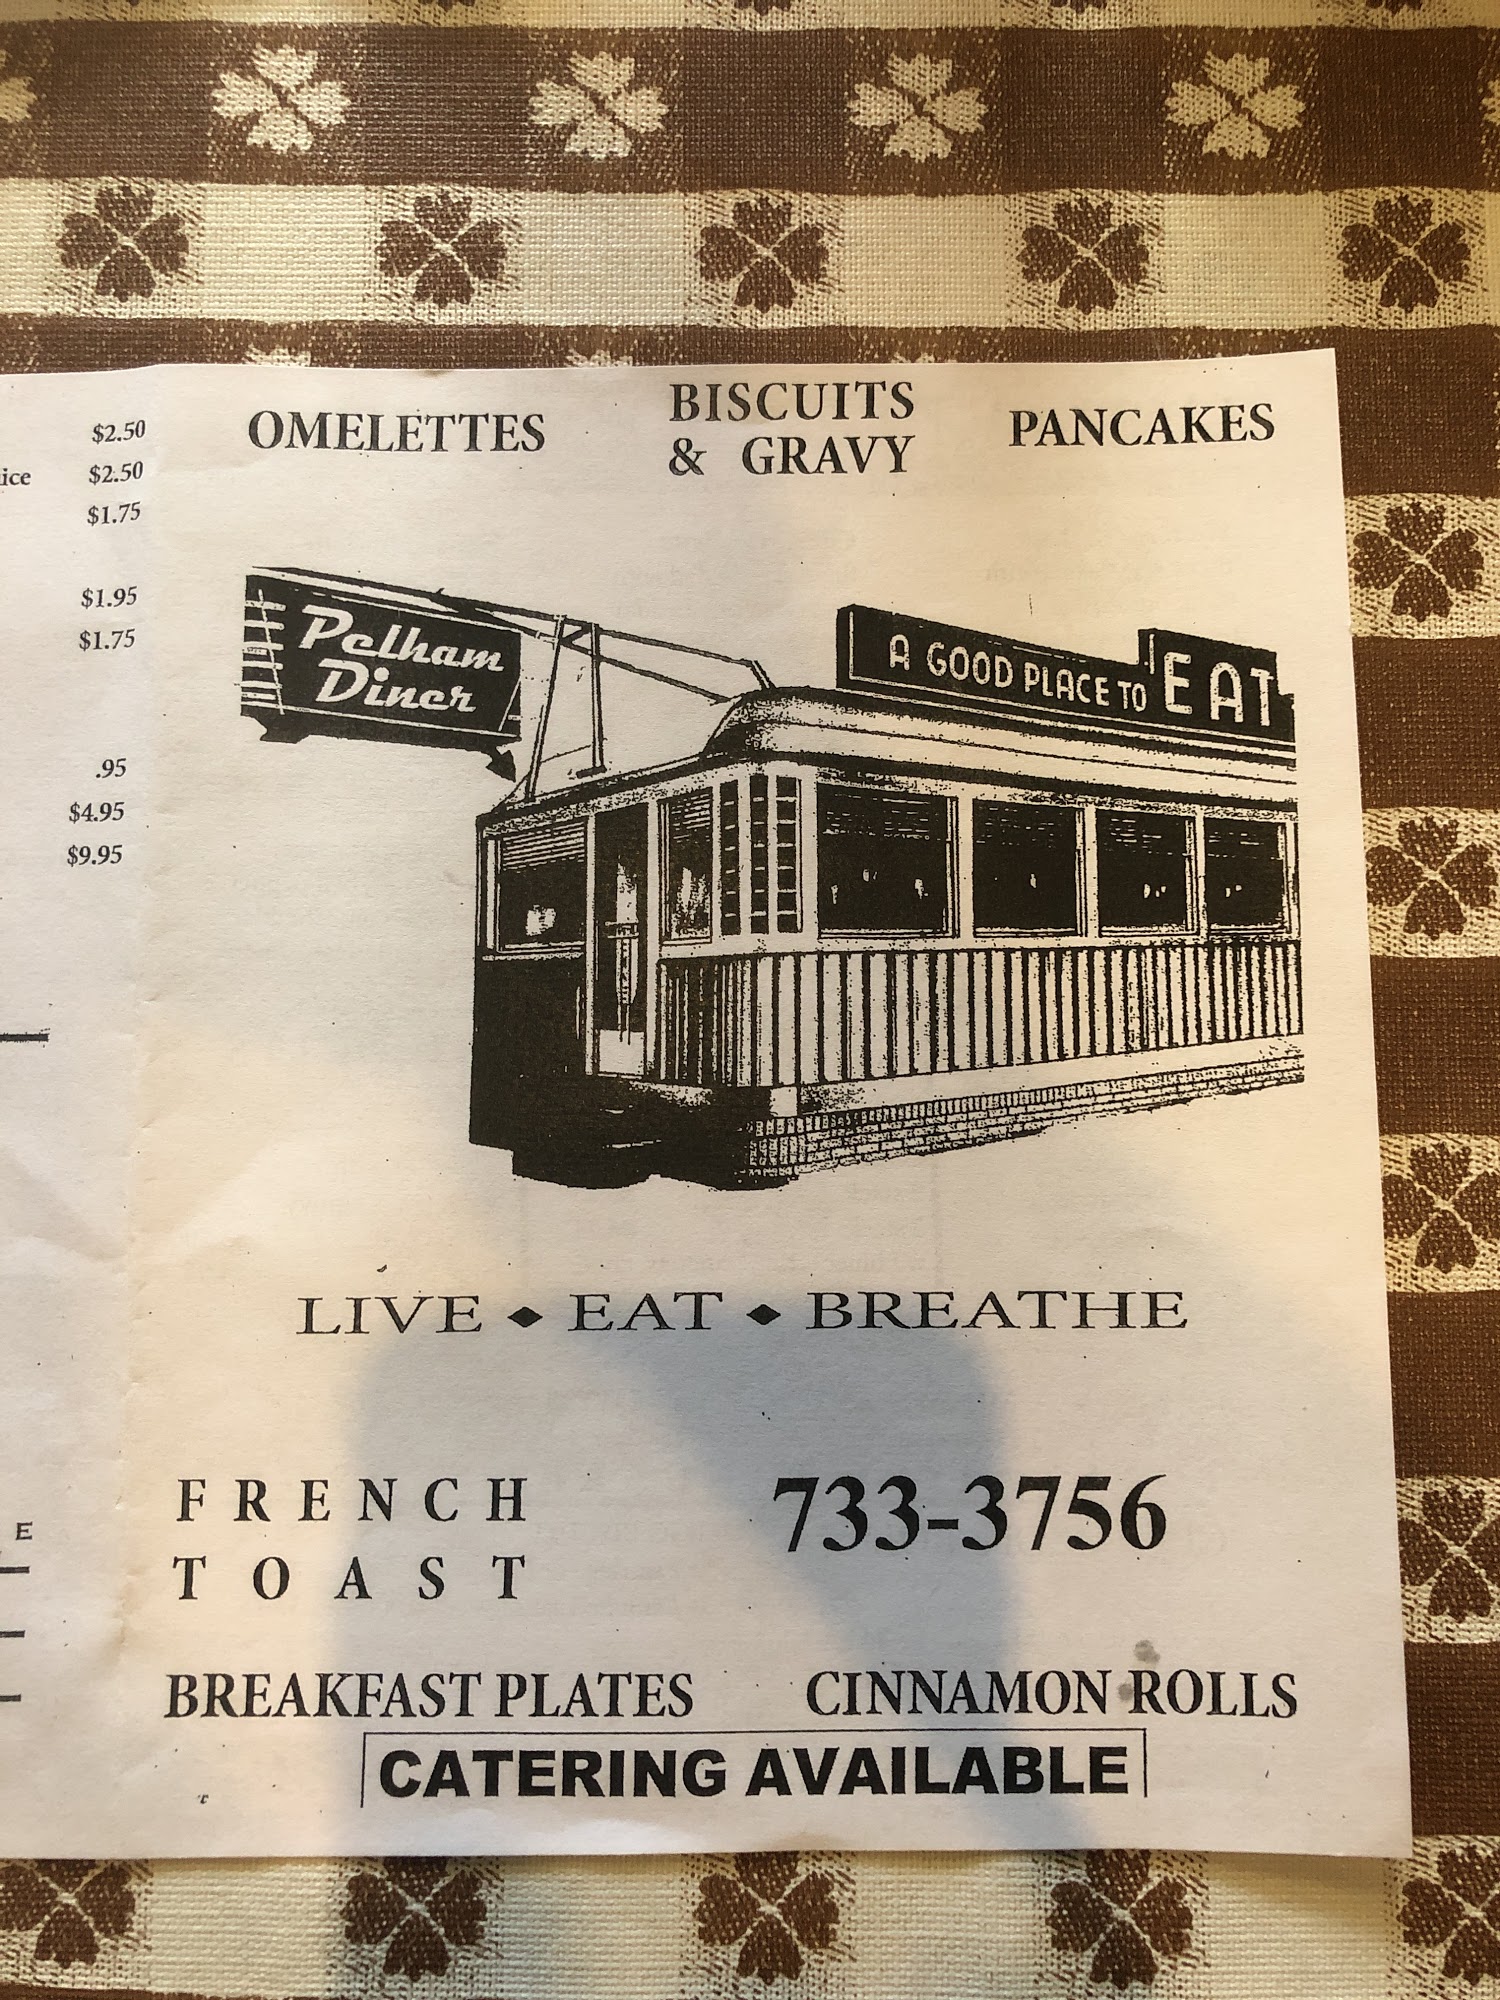 $2.50
ice $2.50
$1.75
$1.95
$1.75
.95
$4.95
$9.95
E
OMELETTES
BISCUITS
& GRAVY
PANCAKES
Pelham
Diner
A GOOD PLACE TO EAT
LIVE ◆ EAT ◆ BREATHE
FRENCH
TOAST
733-3756
BREAKFAST PLATES
CINNAMON ROLLS
CATERING AVAILABLE